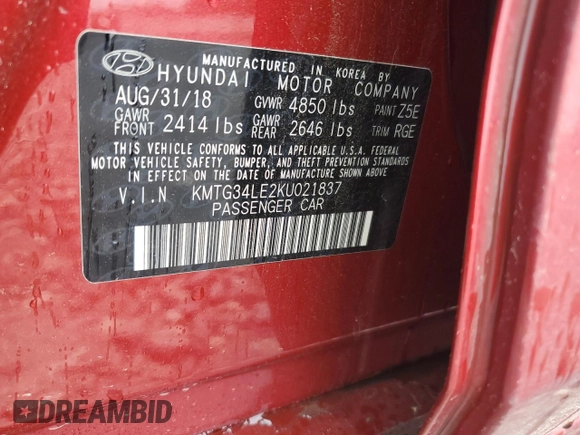 MANUFACTURED IN KOREA BY
HYUNDAI MOTOR COMPANY
AUG/31/18 GVWR 4850 lbs PAINT Z5E
GAWR FRONT 2414 lbs GAWR REAR 2646 lbs TRIM RGE
THIS VEHICLE CONFORMS TO ALL APPLICABLE U.S.A. FEDERAL
MOTOR VEHICLE SAFETY, BUMPER, AND THEFT PREVENTION STANDARDS
IN EFFECT ON THE DATE OF MANUFACTURE SHOWN ABOVE
V.I.N KMTG34LE2KU021837
PASSENGER CAR
DREAMBID